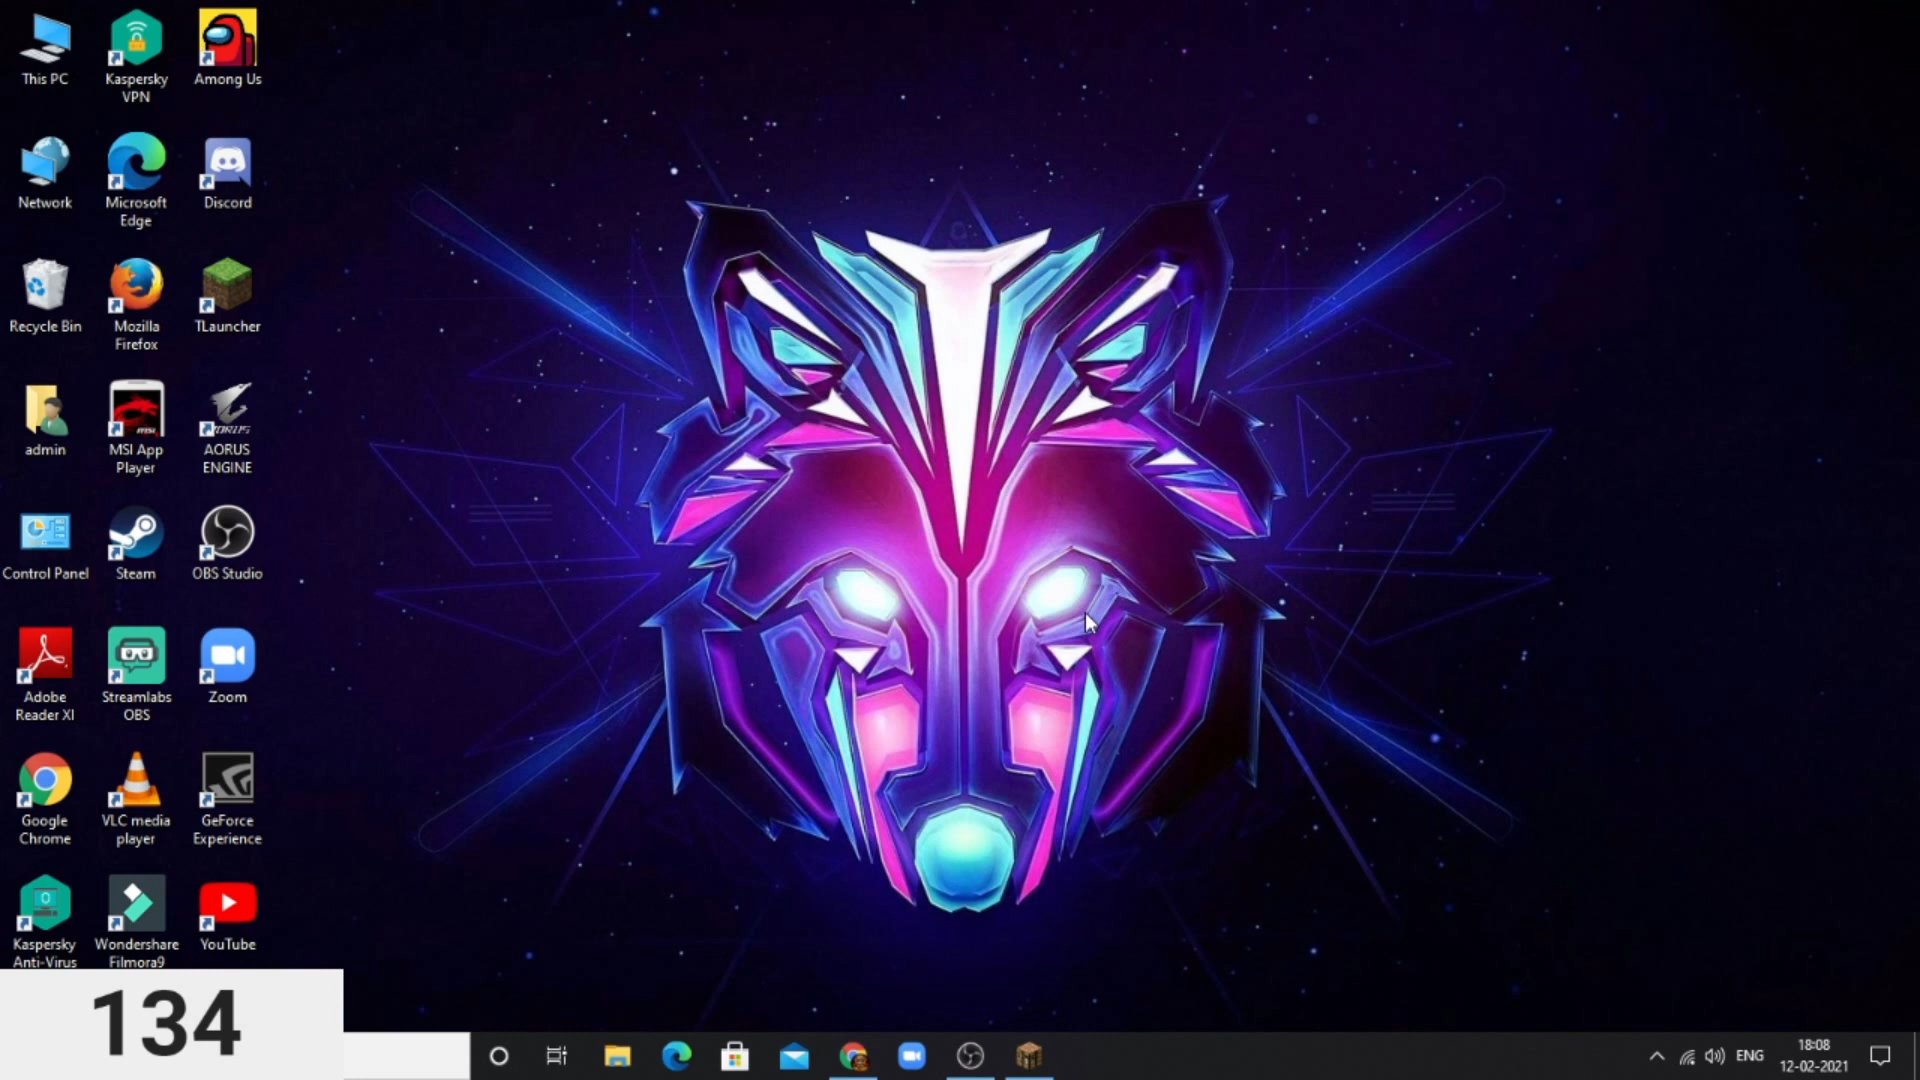 This PC
Kaspersky
VPN
Among Us
Network
Microsoft
Edge
Discord
Recycle Bin
Mozilla
Firefox
TLauncher
admin
MSI App
Player
AORUS
ENGINE
Control Panel
Steam
OBS Studio
Adobe
Reader XI
Streamlabs
OBS
Zoom
Google
Chrome
VLC media
player
GeForce
Experience
Kaspersky
Anti-Virus
Wondershare
Filmora9
YouTube
134
ENG
18:08
12-02-2021